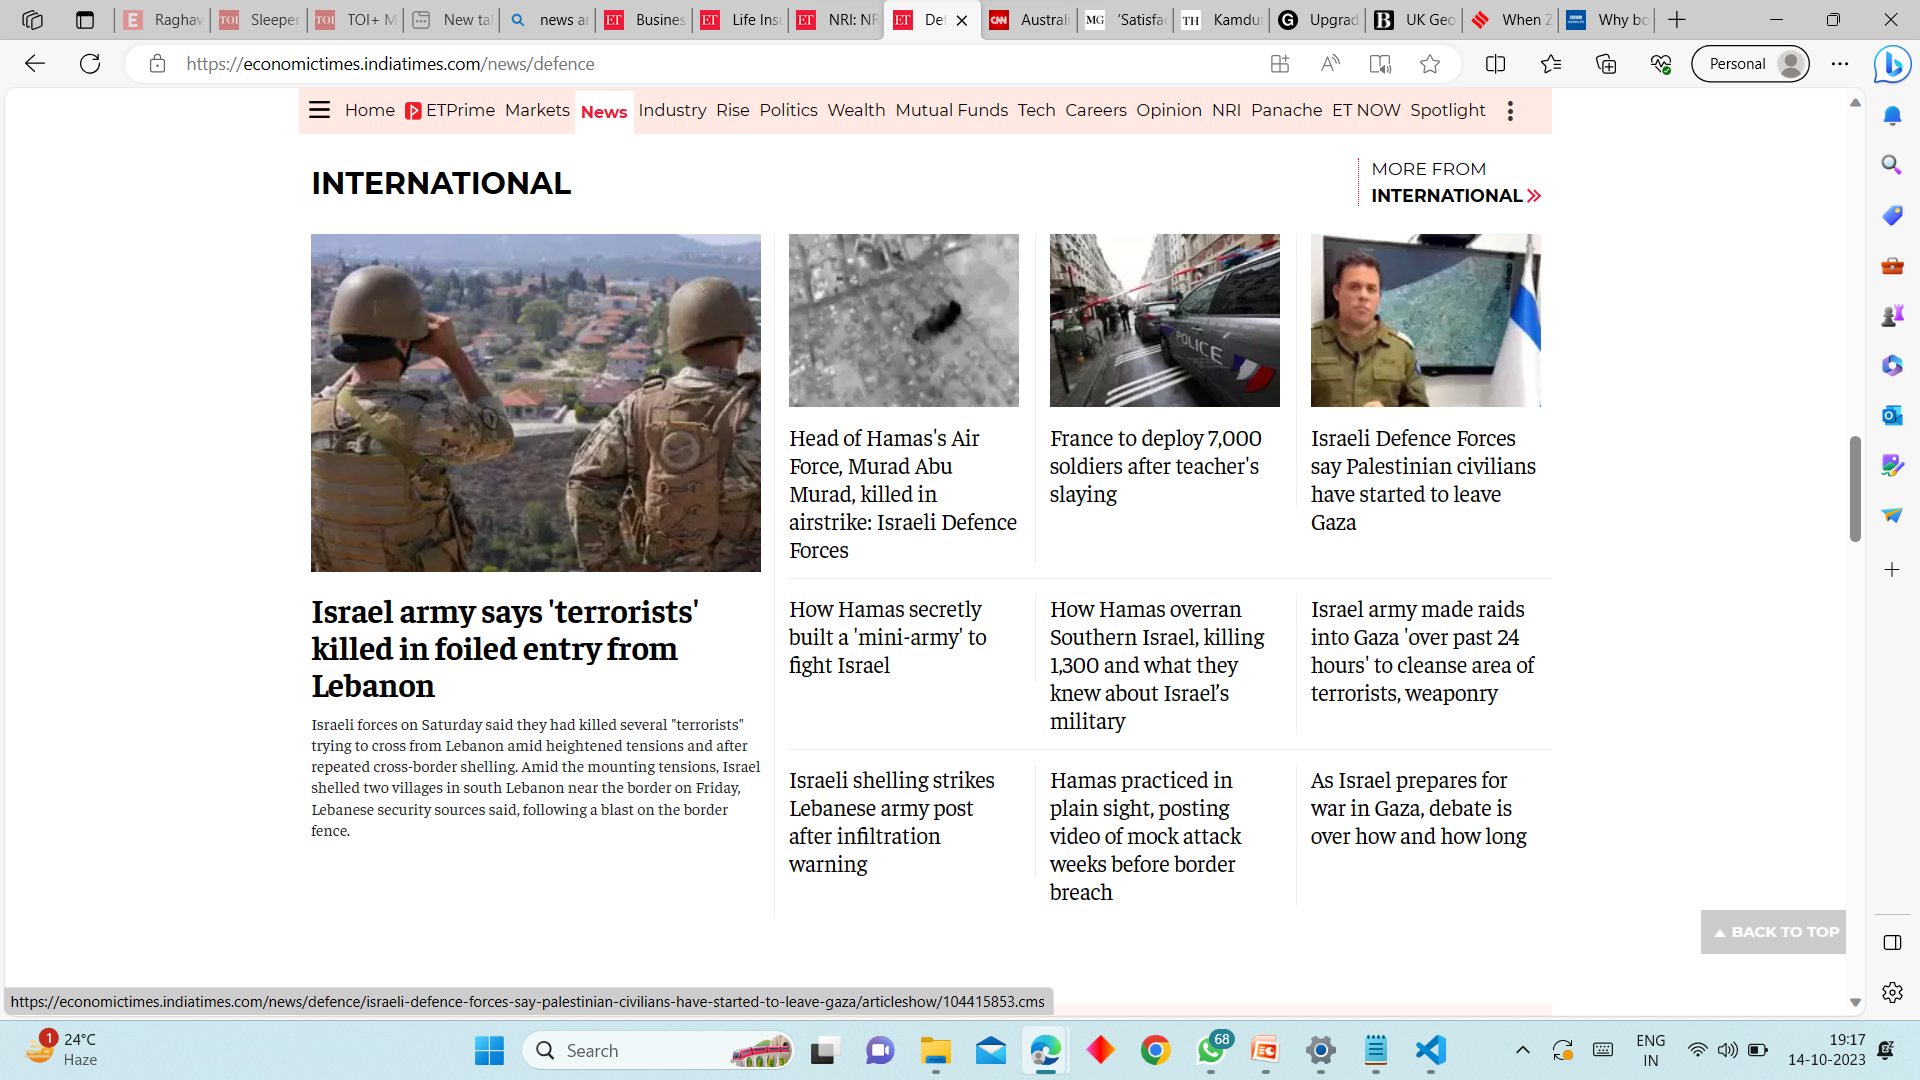 Raghav
Sleeper
TOI+ M
New ta
news ar
Busines
Life Ins
NRI: NR
De
Australi
'Satisfac
Kamdur
Upgrad
UK Geo
When Z
Why bo
https://economictimes.indiatimes.com/news/defence
Personal
Home ETPrime Markets News Industry Rise Politics Wealth Mutual Funds Tech Careers Opinion NRI Panache ET NOW Spotlight
INTERNATIONAL
MORE FROM
INTERNATIONAL
POLICE
Israel army says 'terrorists'
killed in foiled entry from
Lebanon
Israeli forces on Saturday said they had killed several "terrorists"
trying to cross from Lebanon amid heightened tensions and after
repeated cross-border shelling. Amid the mounting tensions, Israel
shelled two villages in south Lebanon near the border on Friday,
Lebanese security sources said, following a blast on the border
fence.
Head of Hamas's Air
Force, Murad Abu
Murad, killed in
airstrike: Israeli Defence
Forces
France to deploy 7,000
soldiers after teacher's
slaying
Israeli Defence Forces
say Palestinian civilians
have started to leave
Gaza
How Hamas secretly
built a 'mini-army' to
fight Israel
How Hamas overran
Southern Israel, killing
1,300 and what they
knew about Israel's
military
Israel army made raids
into Gaza 'over past 24
hours' to cleanse area of
terrorists, weaponry
Israeli shelling strikes
Lebanese army post
after infiltration
warning
Hamas practiced in
plain sight, posting
video of mock attack
weeks before border
breach
As Israel prepares for
war in Gaza, debate is
over how and how long
BACK TO TOP
https://economictimes.indiatimes.com/news/defence/israeli-defence-forces-say-palestinian-civilians-have-started-to-leave-gaza/articleshow/104415853.cms
1
24°C
Haze
Search
68
ENG
IN
19:17
14-10-2023